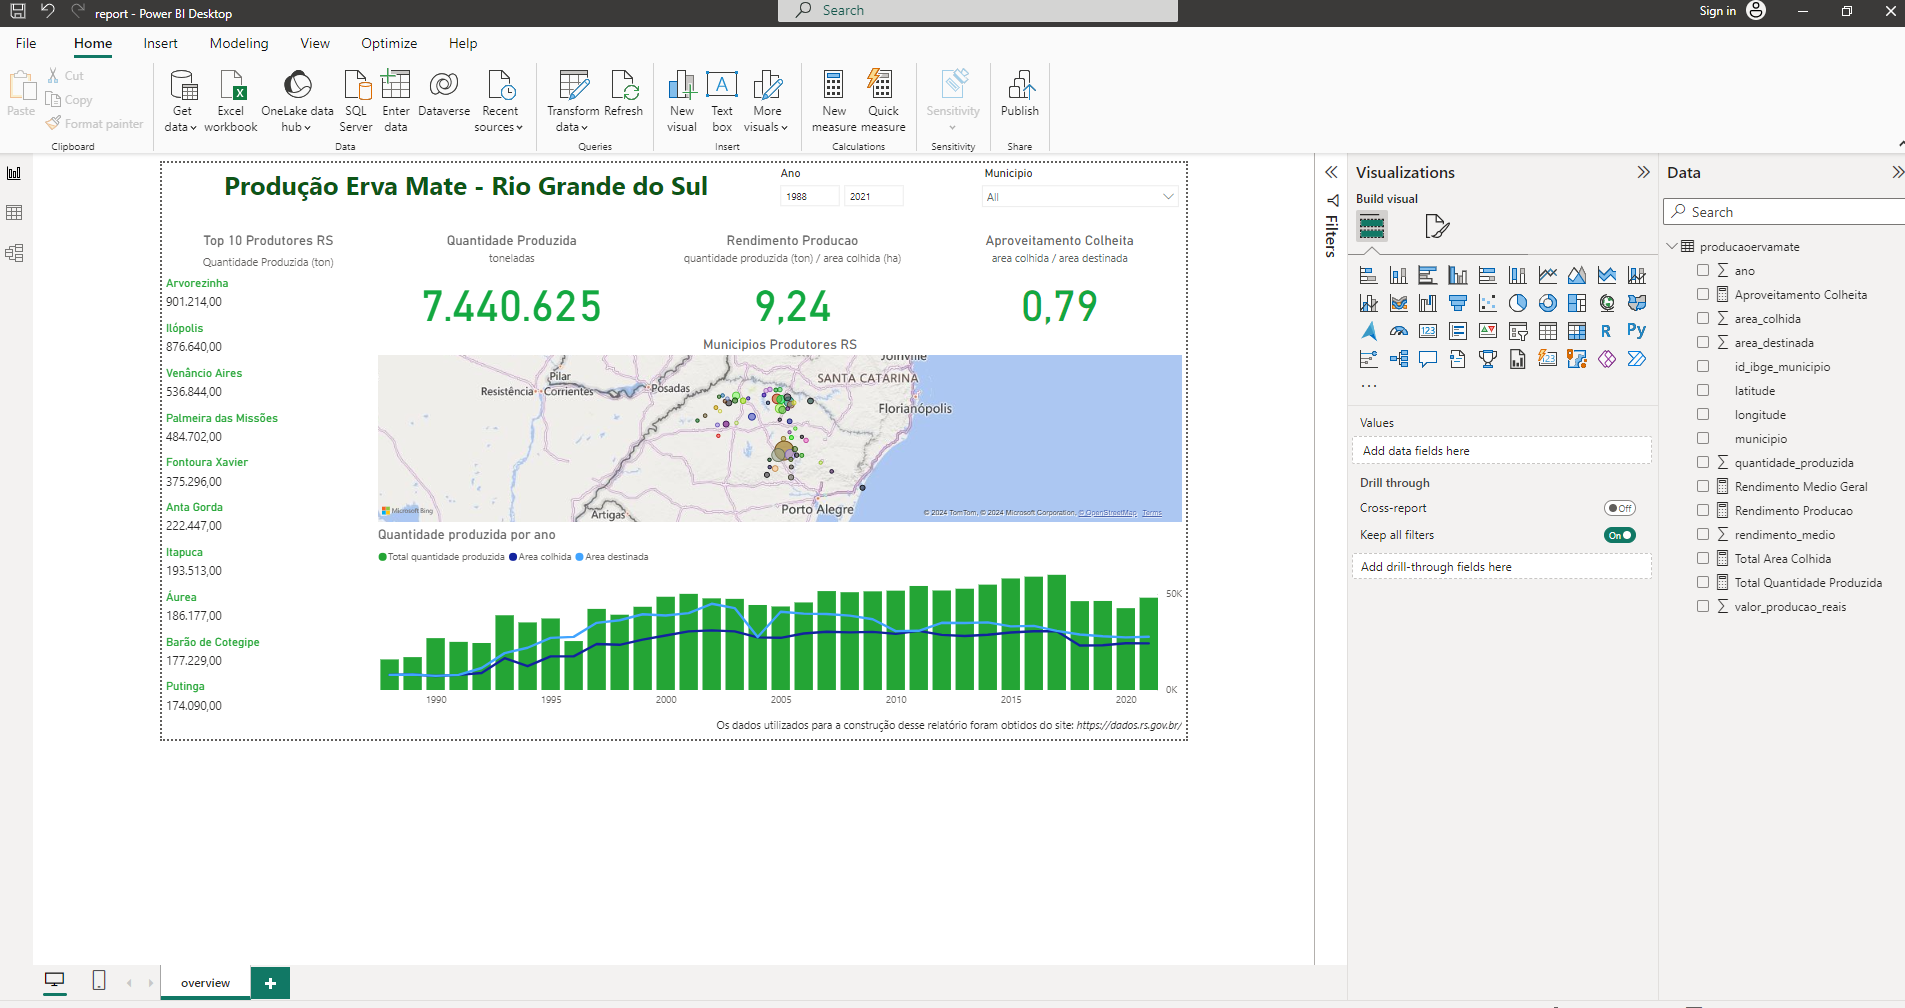 report - Power BI Desktop
Search
Sign in
File Home Insert Modeling View Optimize Help
Paste
Cut
Copy
Format painter
Clipboard
Get data
Excel workbook
OneLake data hub
SQL Server
Enter data
Dataverse
Recent sources
Data
Transform data
Refresh
Queries
New visual
Text box
More visuals
Insert
New measure
Quick measure
Calculations
Sensitivity
Sensitivity
Publish
Share
Produção Erva Mate - Rio Grande do Sul
Ano
1988 2021
Municipio
All
Top 10 Produtores RS
Quantidade Produzida (ton)
Arvorezinha
901.214,00
Ilópolis
876.640,00
Venâncio Aires
536.844,00
Palmeira das Missões
484.702,00
Fontoura Xavier
375.296,00
Anta Gorda
222.447,00
Itapuca
193.513,00
Áurea
186.177,00
Barão de Cotegipe
177.229,00
Putinga
174.090,00
Quantidade Produzida
toneladas
7.440.625
Rendimento Producao
quantidade produzida (ton) / area colhida (ha)
9,24
Aproveitamento Colheita
area colhida / area destinada
0,79
Municipios Produtores RS
Joinville
Pilar
Resistência
Corrientes
Posadas
SANTA CATARINA
Florianópolis
Porto Alegre
Artigas
Microsoft Bing
© 2024 TomTom, © 2024 Microsoft Corporation, © OpenStreetMap Terms
Quantidade produzida por ano
Total quantidade produzida Area colhida Area destinada
50K
0K
1990 1995 2000 2005 2010 2015 2020
Os dados utilizados para a construção desse relatório foram obtidos do site: https://dados.rs.gov.br/
overview
Filters
Visualizations
Build visual
123
R
Py
123
...
Values
Add data fields here
Drill through
Cross-report
Off
Keep all filters
On
Add drill-through fields here
Data
Search
producaoervamate
ano
Aproveitamento Colheita
area_colhida
area_destinada
id_ibge_municipio
latitude
longitude
municipio
quantidade_produzida
Rendimento Medio Geral
Rendimento Producao
rendimento_medio
Total Area Colhida
Total Quantidade Produzida
valor_producao_reais